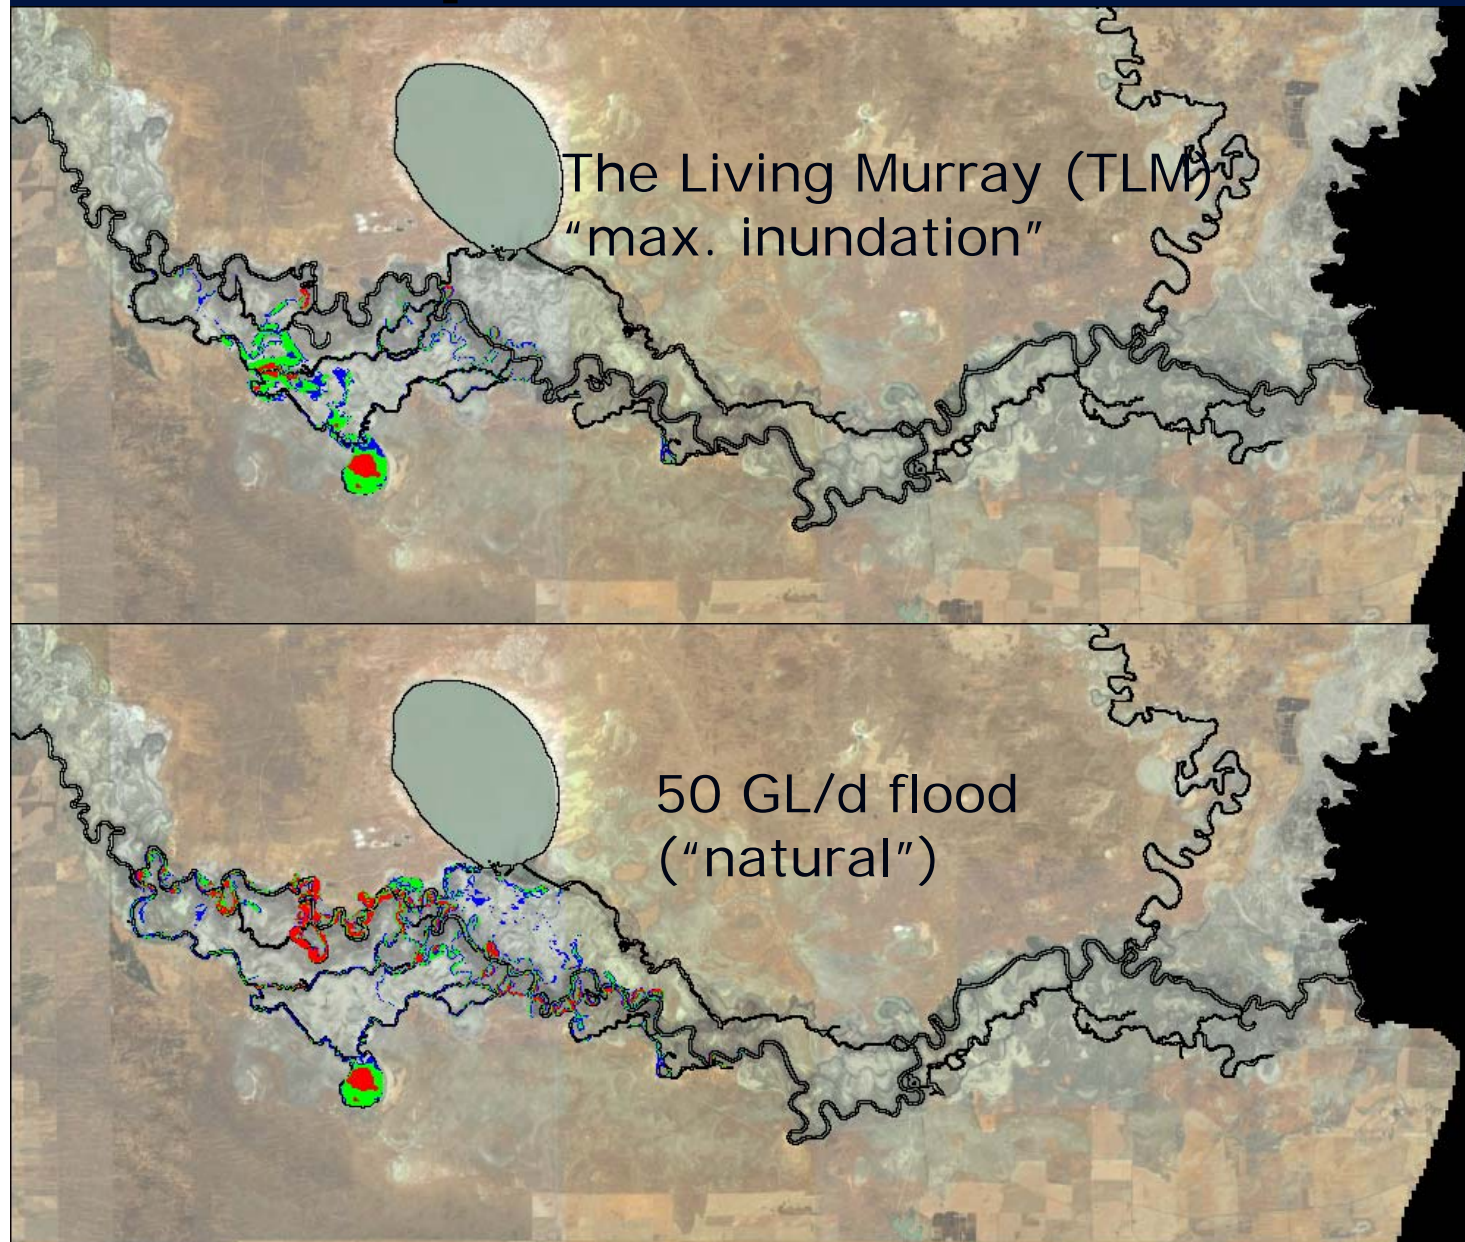 The Living Murray (TLM)
“max. inundation”
50 GL/d flood
(“natural”)